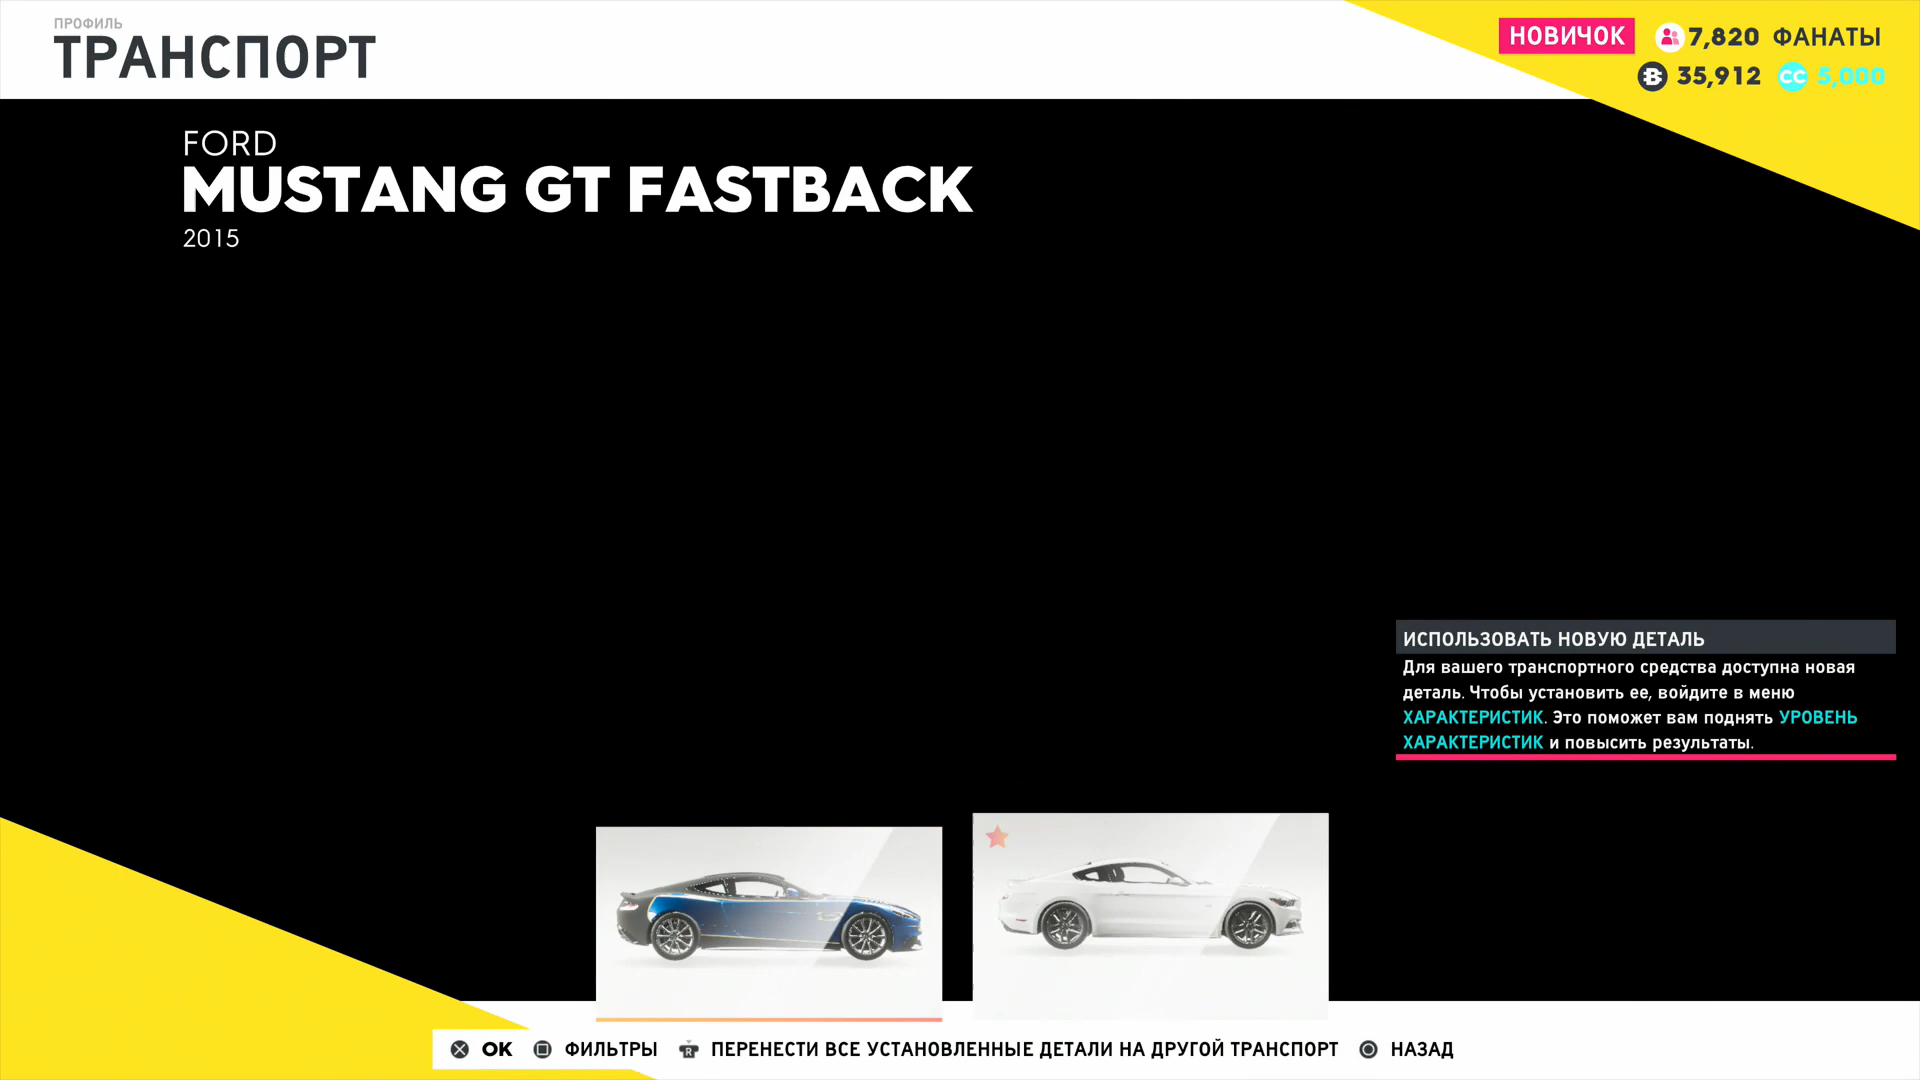 ПРОФИЛЬ
ТРАНСПОРТ
НОВИЧОК 7,820 ФАНАТЫ
35,912 CC 5,000
FORD
MUSTANG GT FASTBACK
2015
ИСПОЛЬЗОВАТЬ НОВУЮ ДЕТАЛЬ
Для вашего транспортного средства доступна новая
деталь. Чтобы установить ее, войдите в меню
ХАРАКТЕРИСТИК. Это поможет вам поднять УРОВЕНЬ
ХАРАКТЕРИСТИК и повысить результаты.
OK ФИЛЬТРЫ R ПЕРЕНЕСТИ ВСЕ УСТАНОВЛЕННЫЕ ДЕТАЛИ НА ДРУГОЙ ТРАНСПОРТ НАЗАД